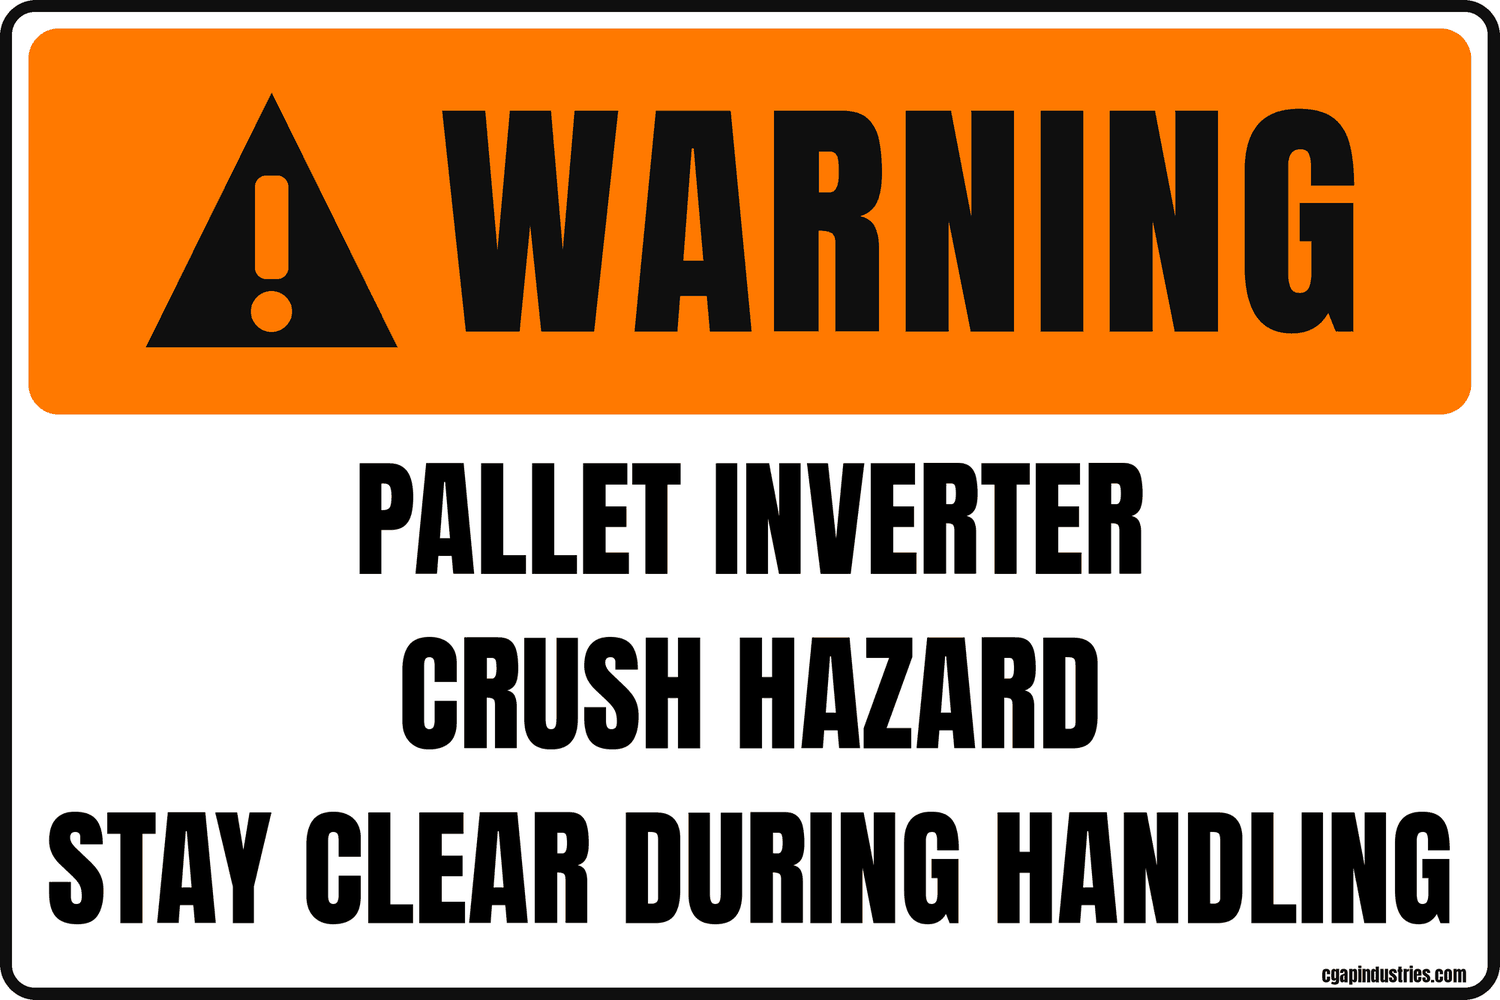 WARNING
PALLET INVERTER
CRUSH HAZARD
STAY CLEAR DURING HANDLING
cgapindustries.com